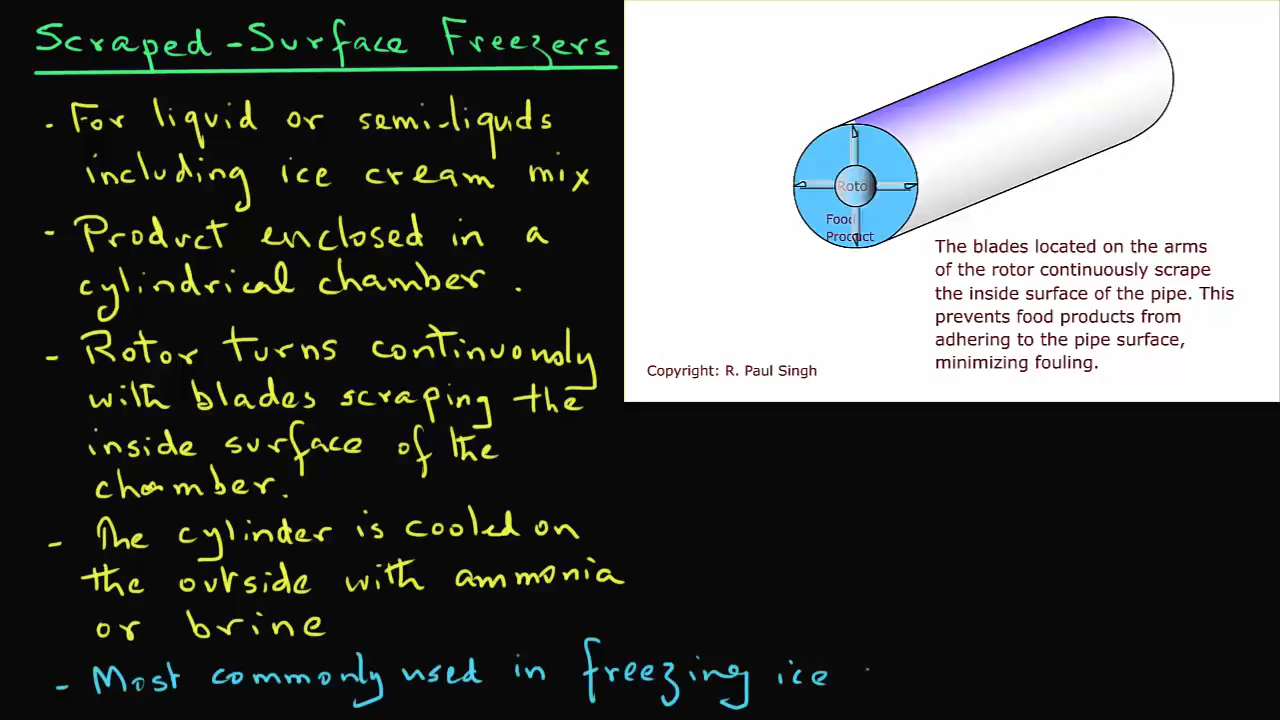 Scraped-Surface Freezers
- For liquid or semi-liquids
including ice cream mix
- Product enclosed in a
cylindrical chamber.
- Rotor turns continuously
with blades scraping the
inside surface of the
chamber.
- The cylinder is cooled on
the outside with ammonia
or brine
- Most commonly used in freezing ice
Roto
Food
Product
The blades located on the arms
of the rotor continuously scrape
the inside surface of the pipe. This
prevents food products from
adhering to the pipe surface,
minimizing fouling.
Copyright: R. Paul Singh